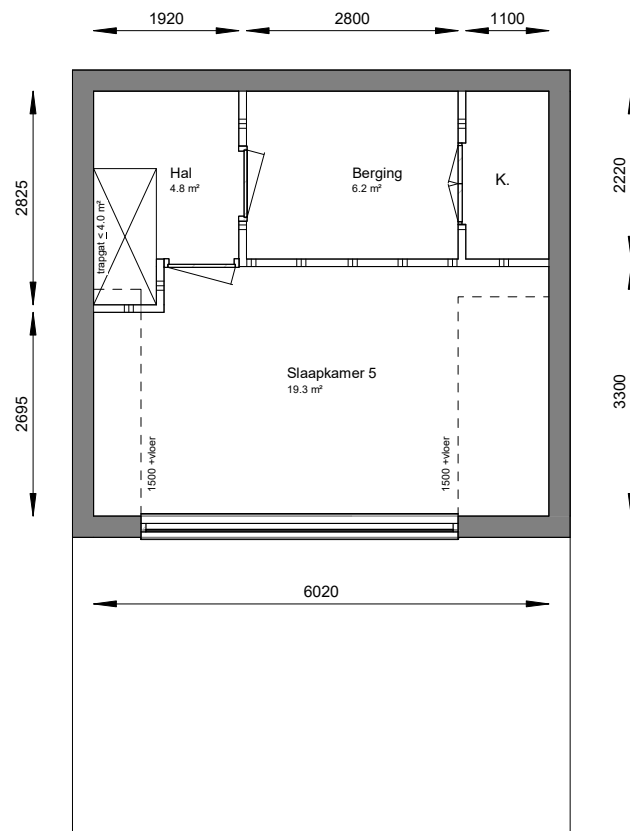 1920 2800 1100
2825
2220
Hal
4.8 m²
Berging
6.2 m²
K.
trapgat < 4.0 m²
2695
3300
Slaapkamer 5
19.3 m²
1500 +vloer
1500 +vloer
6020